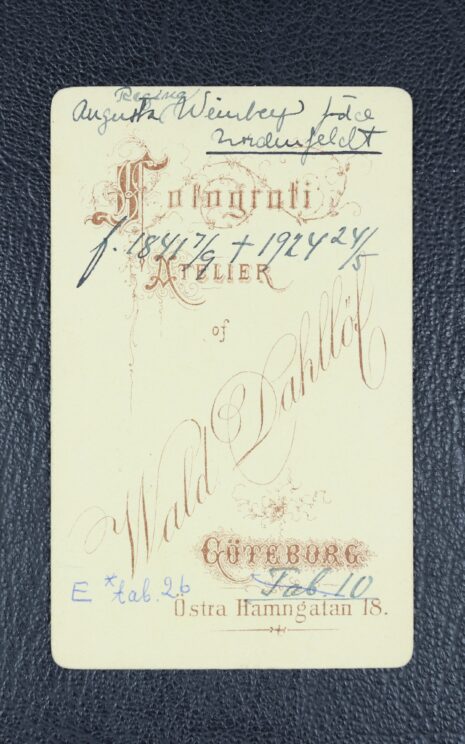 Regina
Augusta Weinberg född
Nordenfeldt
Fotografi
f. 1841 7/9 + 1924 24/5
ATELIER
of
Wald Dahllöf
GÖTEBORG
E * tab. 26 Tab 10
Östra Hamngatan 18.